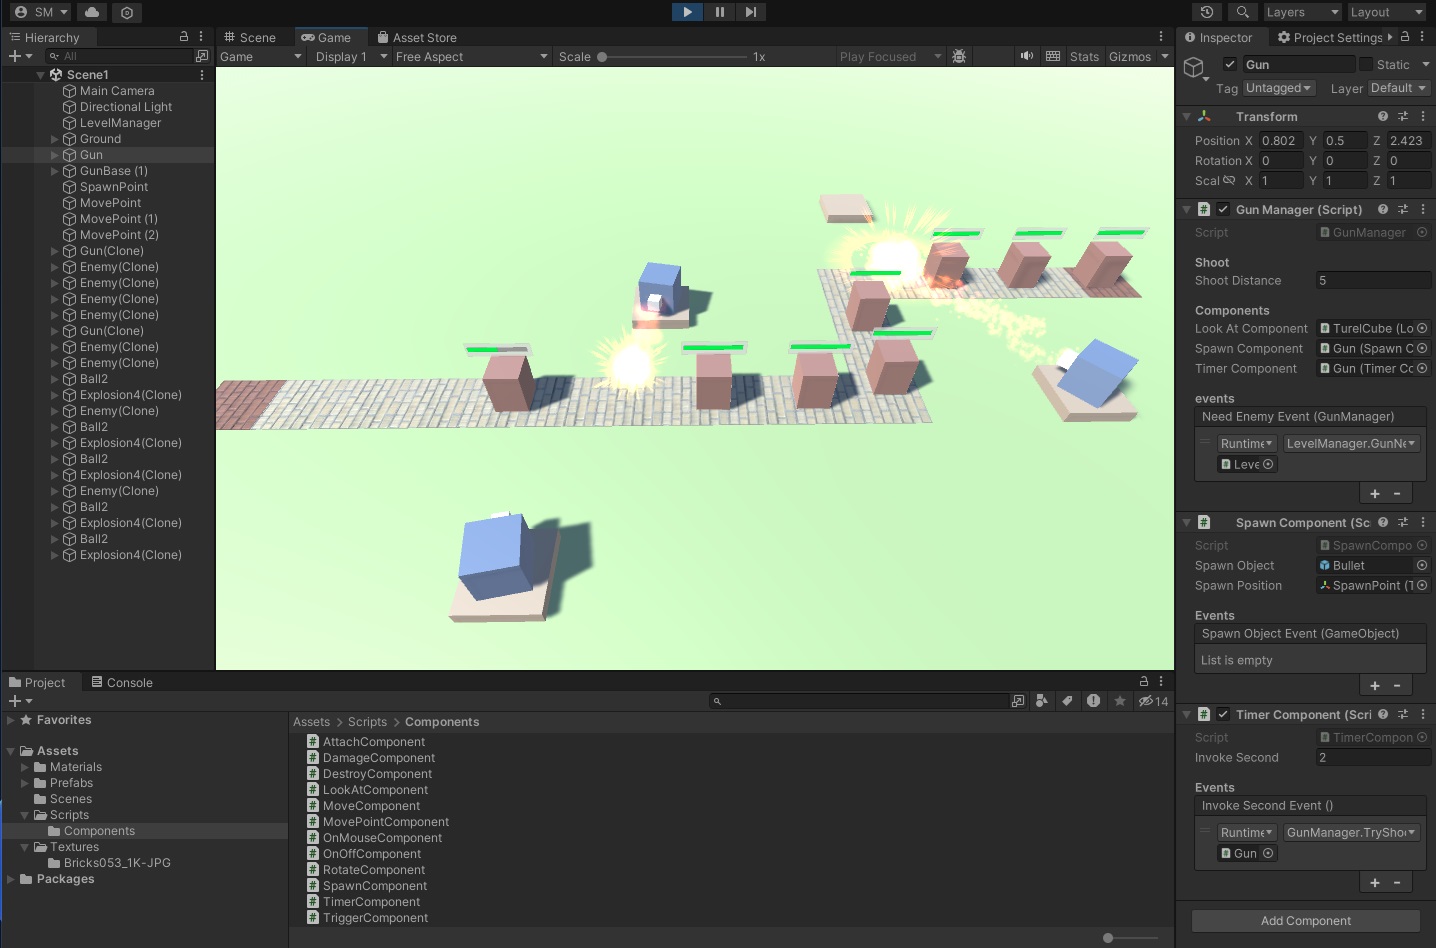 SM
Layers
Layout
Hierarchy
All
Scene1
Main Camera
Directional Light
LevelManager
Ground
Gun
GunBase (1)
SpawnPoint
MovePoint
MovePoint (1)
MovePoint (2)
Gun(Clone)
Enemy(Clone)
Enemy(Clone)
Enemy(Clone)
Enemy(Clone)
Gun(Clone)
Enemy(Clone)
Enemy(Clone)
Ball2
Explosion4(Clone)
Enemy(Clone)
Ball2
Explosion4(Clone)
Ball2
Explosion4(Clone)
Enemy(Clone)
Ball2
Explosion4(Clone)
Ball2
Explosion4(Clone)
Scene
Game
Asset Store
Game
Display 1
Free Aspect
Scale
1x
Play Focused
Stats
Gizmos
Inspector
Project Settings
Gun
Static
Tag
Untagged
Layer
Default
Transform
Position X 0.802 Y 0.5 Z 2.423
Rotation X 0 Y 0 Z 0
Scal X 1 Y 1 Z 1
Gun Manager (Script)
Script
GunManager
Shoot
Shoot Distance 5
Components
Look At Component TurelCube (Lo
Spawn Component Gun (Spawn C
Timer Component Gun (Timer Cc
events
Need Enemy Event (GunManager)
Runtime LevelManager.GunNe
Leve
+ -
Spawn Component (Sc
Script SpawnCompo
Spawn Object Bullet
Spawn Position SpawnPoint (T
Events
Spawn Object Event (GameObject)
List is empty
+ -
Timer Component (Scri
Script TimerCompon
Invoke Second 2
Events
Invoke Second Event ()
Runtime GunManager.TryShoo
Gun
+ -
Add Component
Project
Console
14
Favorites
Assets
Materials
Prefabs
Scenes
Scripts
Components
Textures
Bricks053_1K-JPG
Packages
Assets > Scripts > Components
AttachComponent
DamageComponent
DestroyComponent
LookAtComponent
MoveComponent
MovePointComponent
OnMouseComponent
OnOffComponent
RotateComponent
SpawnComponent
TimerComponent
TriggerComponent